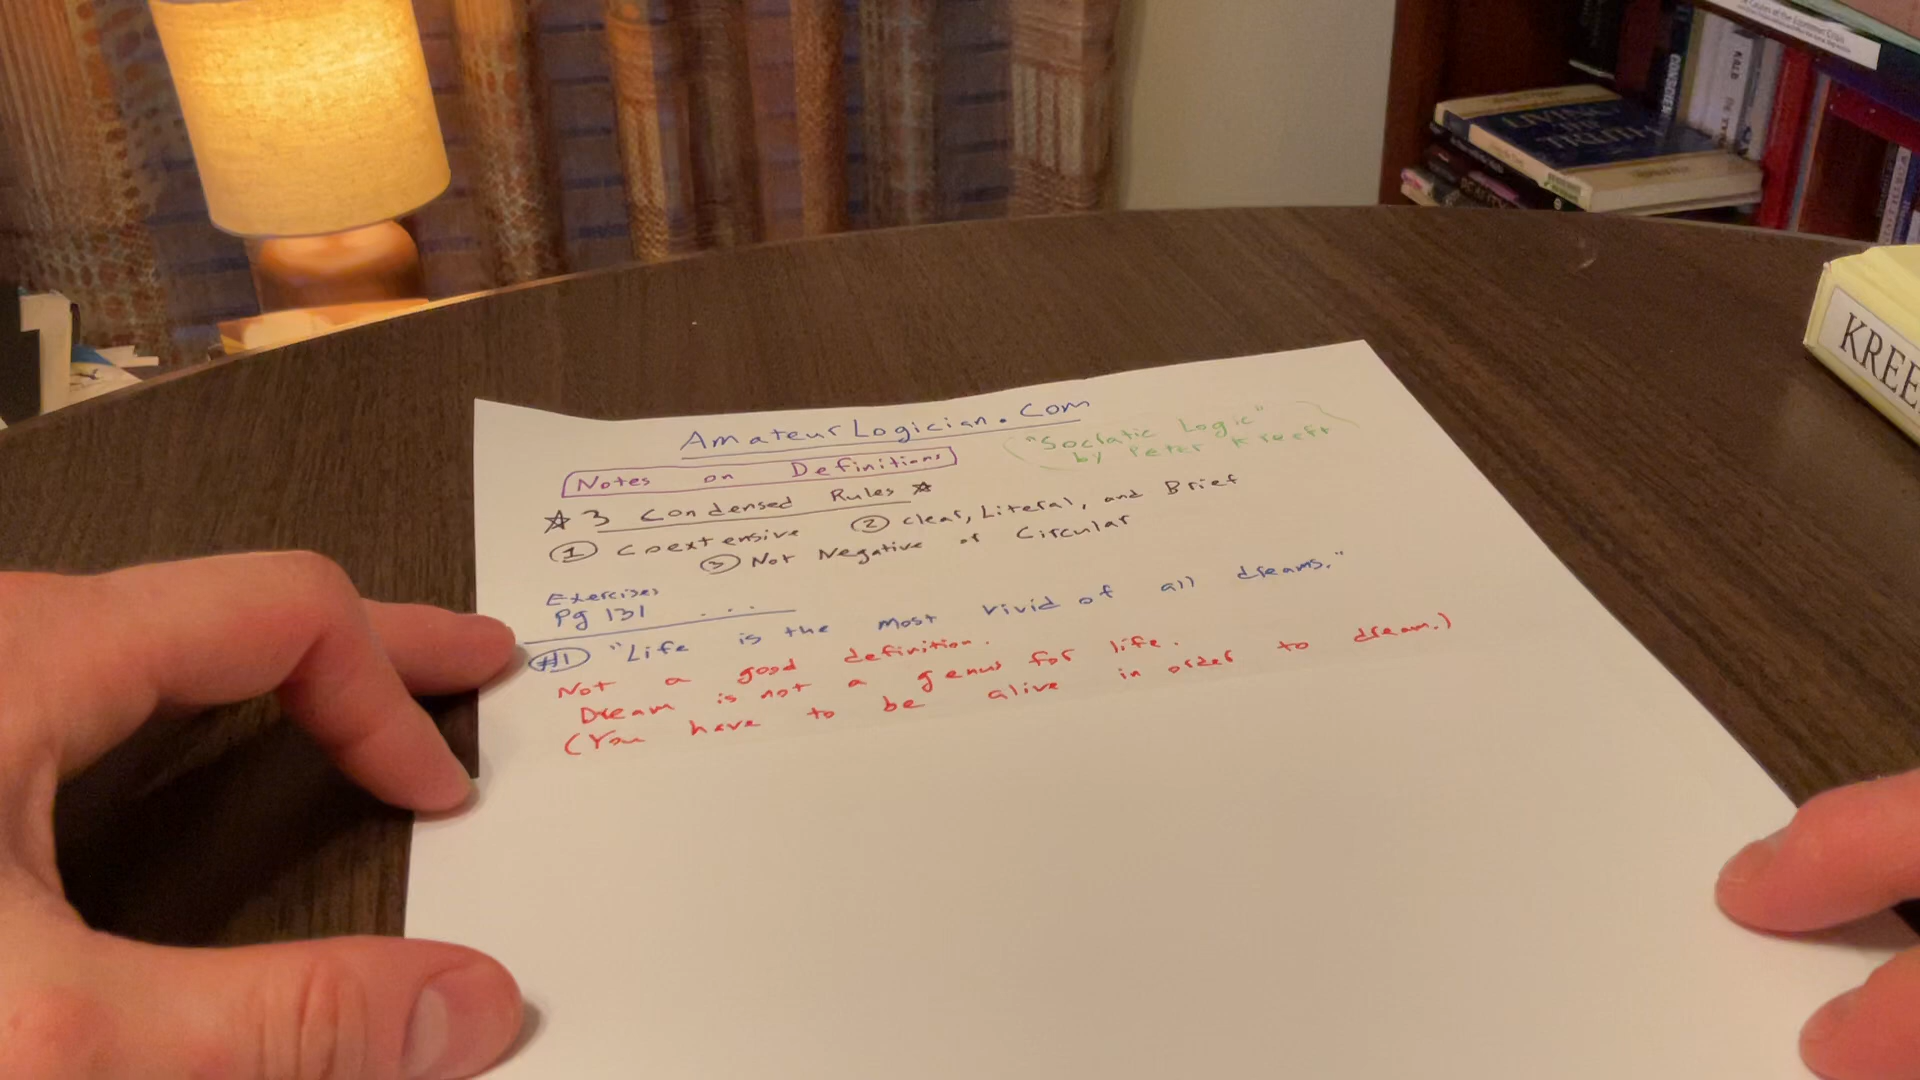 AmateurLogician.Com
"Socratic Logic"
by Peter Kreeft
Notes on Definitions
☆ 3 Condensed Rules ☆
① Coextensive ② Clear, Literal, and Brief
③ Not Negative or Circular
Exercises
Pg 131 . . .
#1 "Life is the most vivid of all dreams."
Not a good definition.
Dream is not a genus for life.
(You have to be alive in order to dream.)
LIVING
TRUTH
KREE